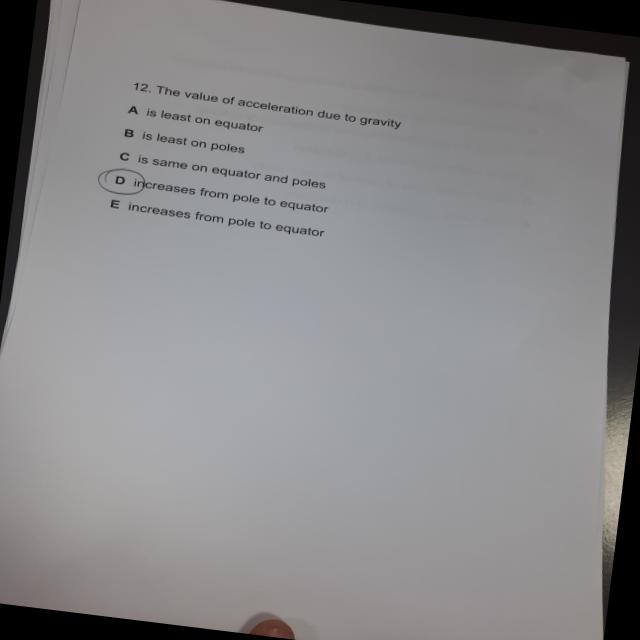 12. The value of acceleration due to gravity
A is least on equator
B is least on poles
C is same on equator and poles
D increases from pole to equator
E increases from pole to equator